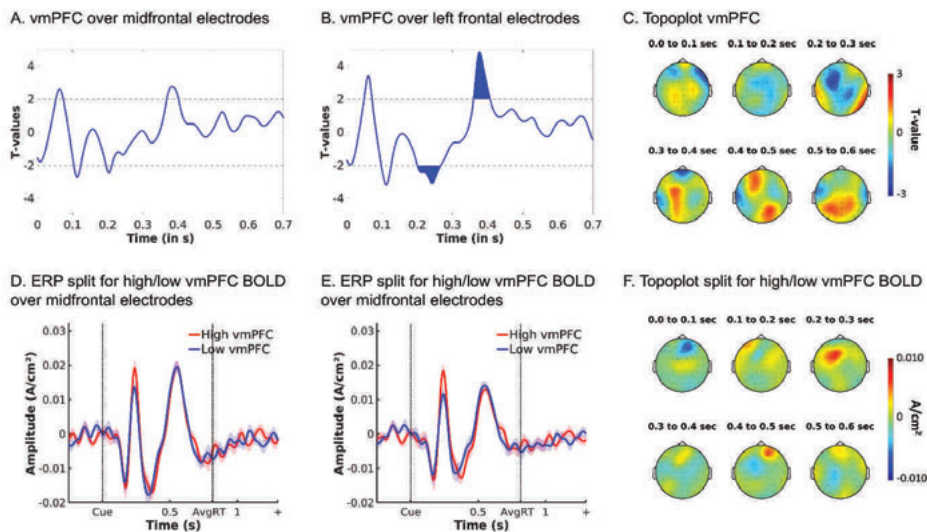 A. vmPFC over midfrontal electrodes
T-values
4
2
0
-2
-4
0 0.1 0.2 0.3 0.4 0.5 0.6 0.7
Time (in s)
B. vmPFC over left frontal electrodes
T-values
4
2
0
-2
-4
0 0.1 0.2 0.3 0.4 0.5 0.6 0.7
Time (in s)
C. Topoplot vmPFC
0.0 to 0.1 sec 0.1 to 0.2 sec 0.2 to 0.3 sec
0.3 to 0.4 sec 0.4 to 0.5 sec 0.5 to 0.6 sec
3
0
-3
T-value
D. ERP split for high/low vmPFC BOLD
over midfrontal electrodes
Amplitude (A/cm²)
0.03
0.02
0.01
0
-0.01
-0.02
High vmPFC
Low vmPFC
Cue 0.5 AvgRT 1 +
Time (s)
E. ERP split for high/low vmPFC BOLD
over midfrontal electrodes
Amplitude (A/cm²)
0.03
0.02
0.01
0
-0.01
-0.02
High vmPFC
Low vmPFC
Cue 0.5 AvgRT 1 +
Time (s)
F. Topoplot split for high/low vmPFC BOLD
0.0 to 0.1 sec 0.1 to 0.2 sec 0.2 to 0.3 sec
0.3 to 0.4 sec 0.4 to 0.5 sec 0.5 to 0.6 sec
0.010
0
-0.010
A/cm²